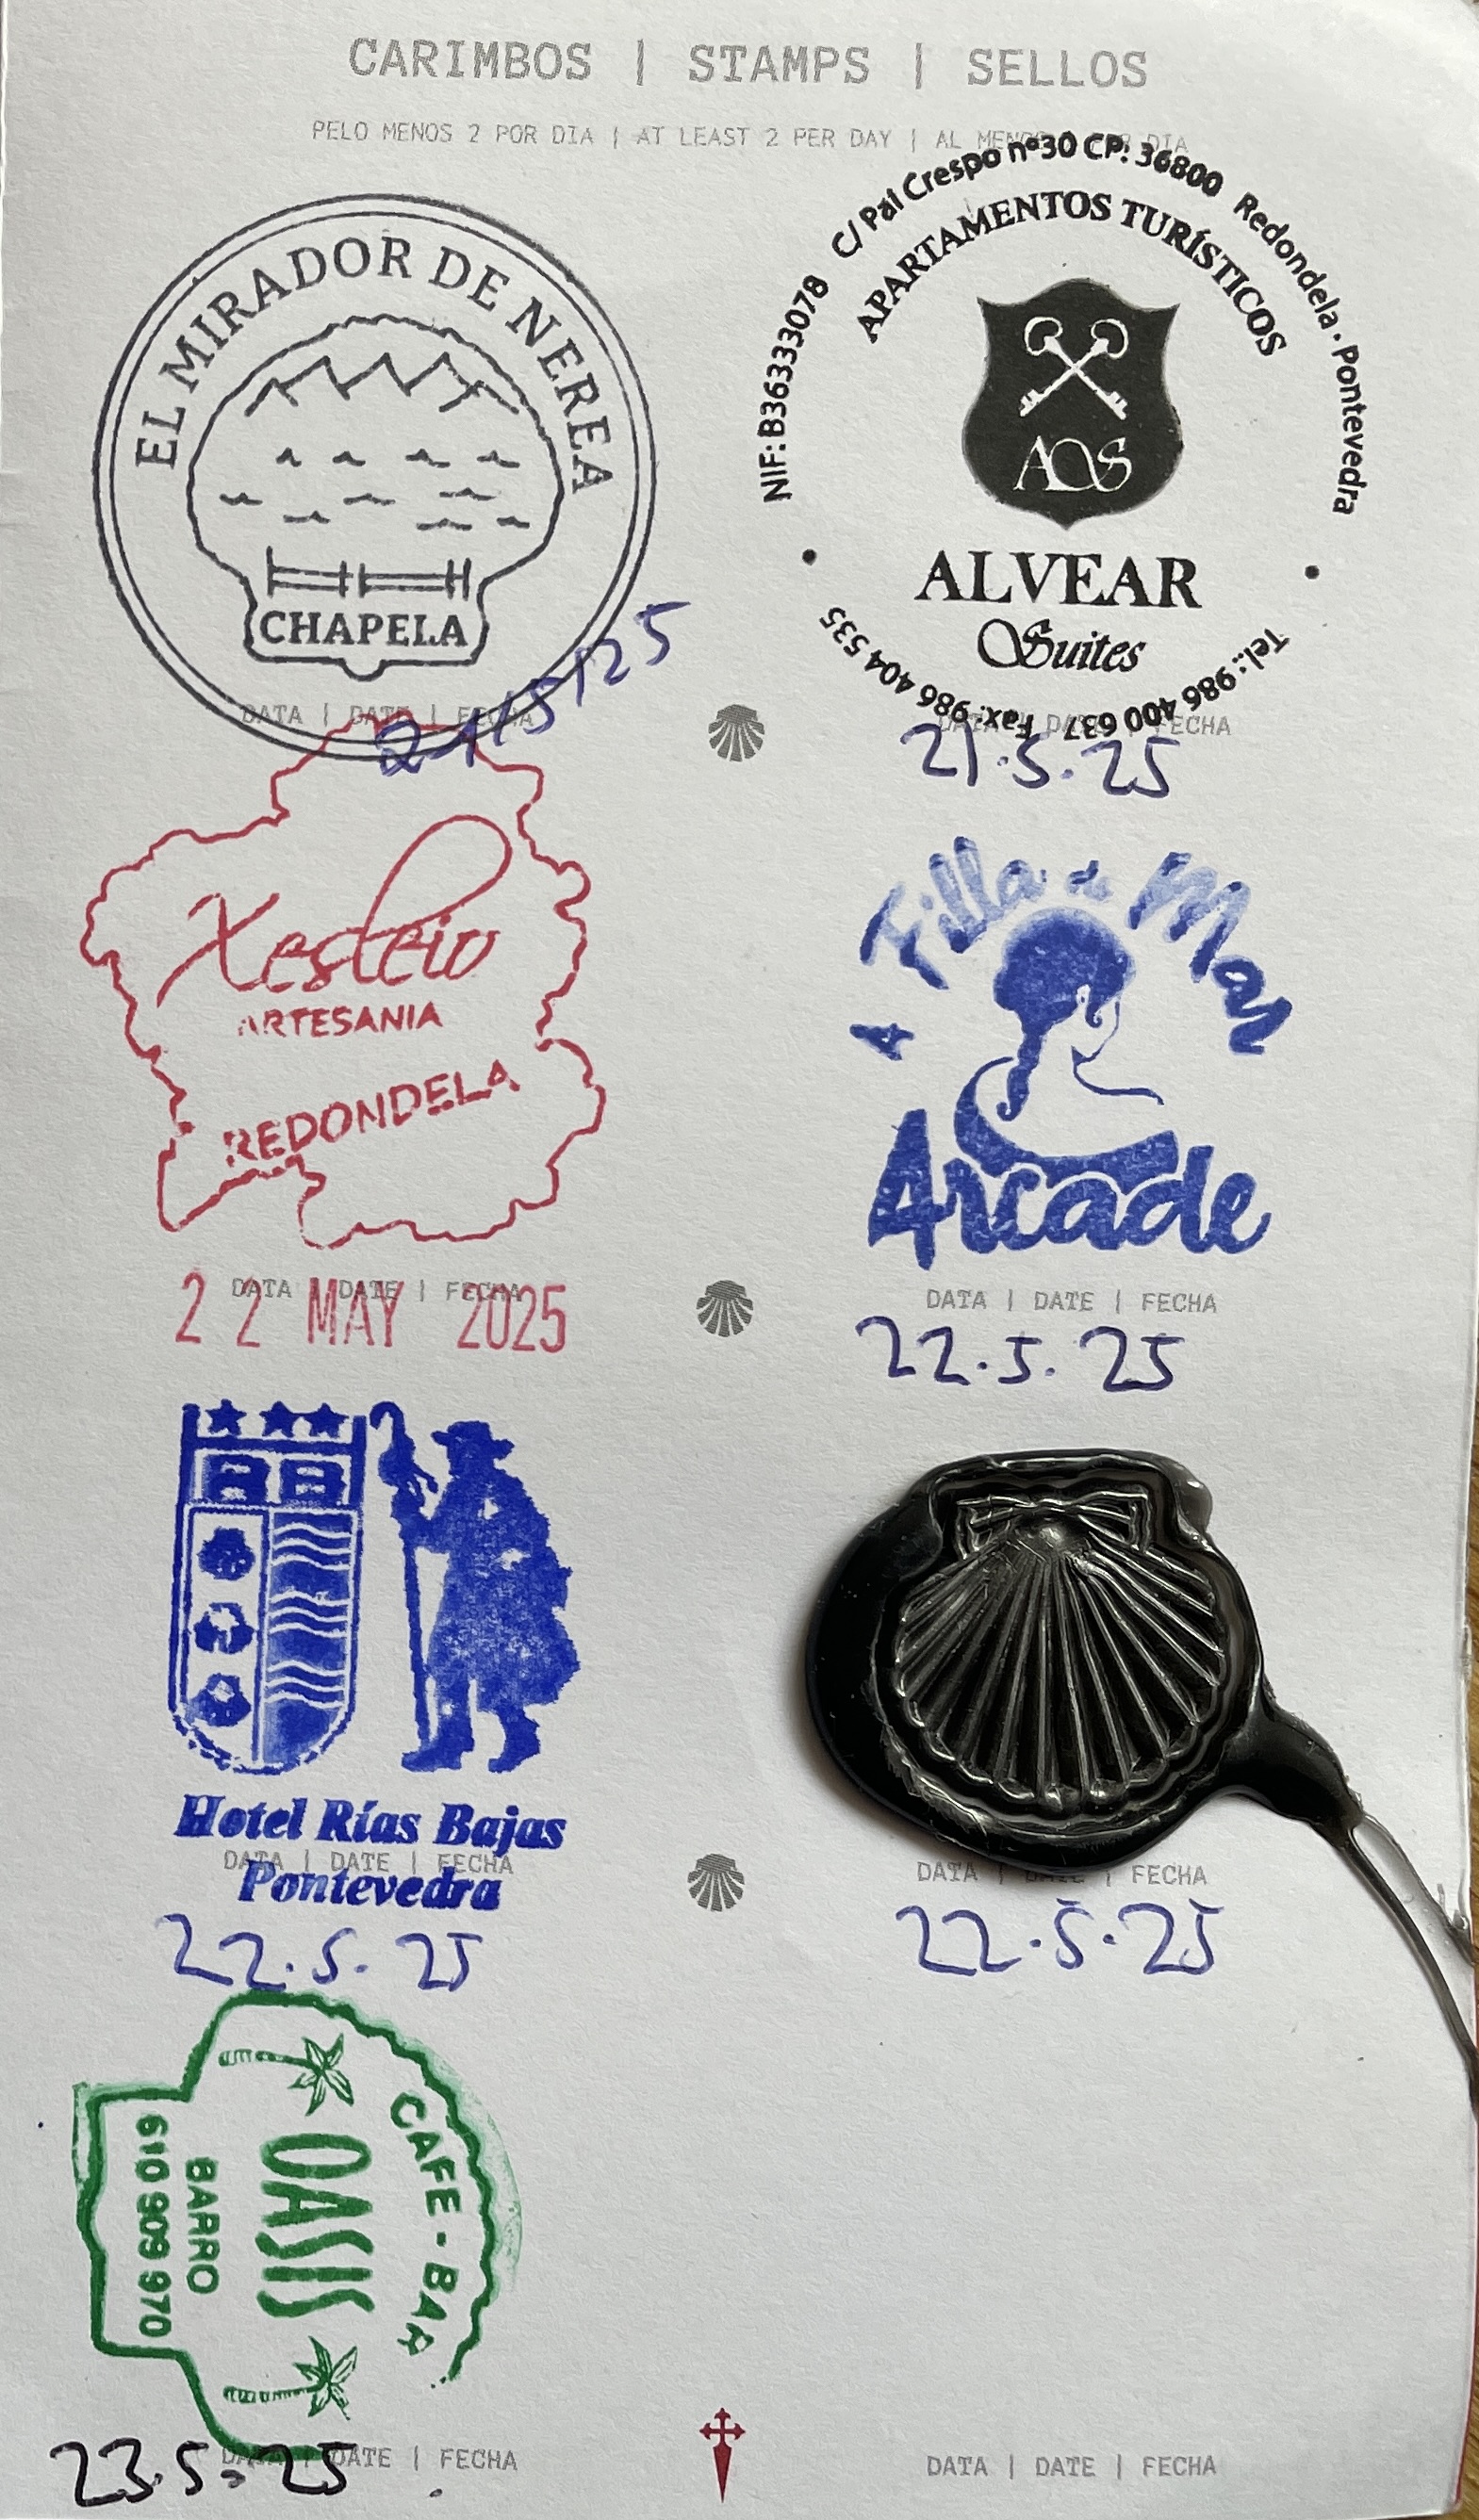 CARIMBOS | STAMPS | SELLOS
PELO MENOS 2 POR DIA | AT LEAST 2 PER DAY | AL MENOS 2 POR DIA
EL MIRADOR DE NEREA
CHAPELA
DATA | DATE | FECHA
21/5/25
NIF: B36333078 C/ Pai Crespo nº30 CP: 36800 Redondela · Pontevedra
APARTAMENTOS TURÍSTICOS
AQS
ALVEAR
Suites
Tel.: 986 400 637 Fax: 986 404 535
DATA | DATE | FECHA
21.5.25
Xesteio
ARTESANIA
REDONDELA
DATA | DATE | FECHA
22 MAY 2025
A Filla do Mar
Arcade
DATA | DATE | FECHA
22.5.25
Hotel Rías Bajas
DATA | DATE | FECHA
Pontevedra
22.5.25
DATA | DATE | FECHA
22.5.25
CAFE - BAR
OASIS
BARRO
610 909 970
DATA | DATE | FECHA
23.5.25
DATA | DATE | FECHA